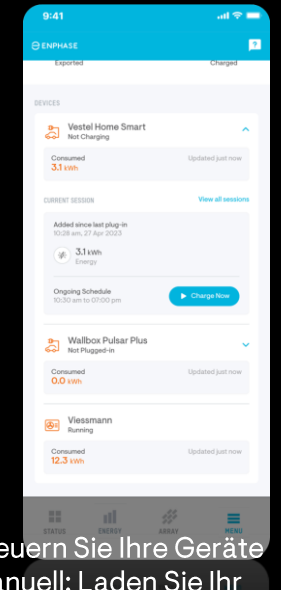 9:41
ENPHASE
?
Exported Charged
DEVICES
Vestel Home Smart
Not Charging
Consumed Updated just now
3.1 kWh
CURRENT SESSION View all sessions
Added since last plug-in
10:28 am, 27 Apr 2023
3.1 kWh
Energy
Ongoing Schedule
10:30 am to 07:00 pm
Charge Now
Wallbox Pulsar Plus
Not Plugged-in
Consumed Updated just now
0.0 kWh
Viessmann
Running
Consumed Updated just now
12.3 kWh
STATUS ENERGY ARRAY MENU
euern Sie Ihre Geräte
anuell: Laden Sie Ihr